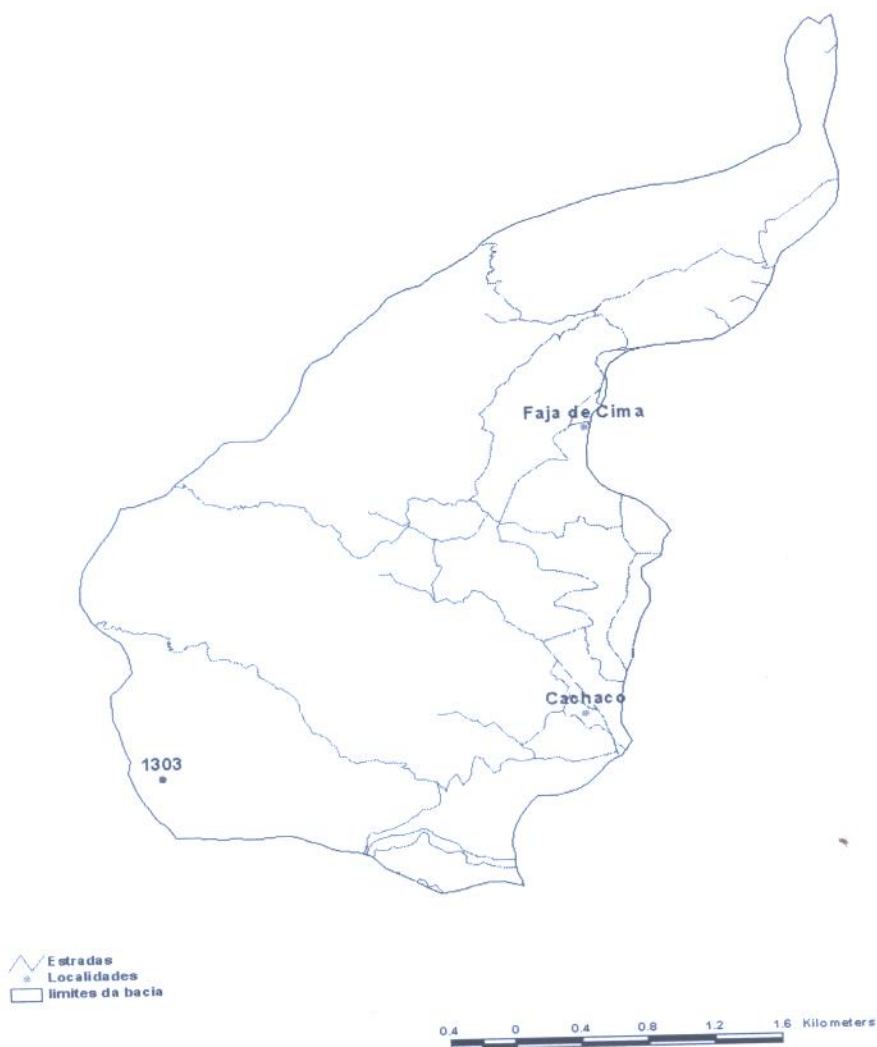 Faja de Cima
Cachaco
1303
Estradas
Localidades
limites da bacia
0.4 0 0.4 0.8 1.2 1.6 Kilometers